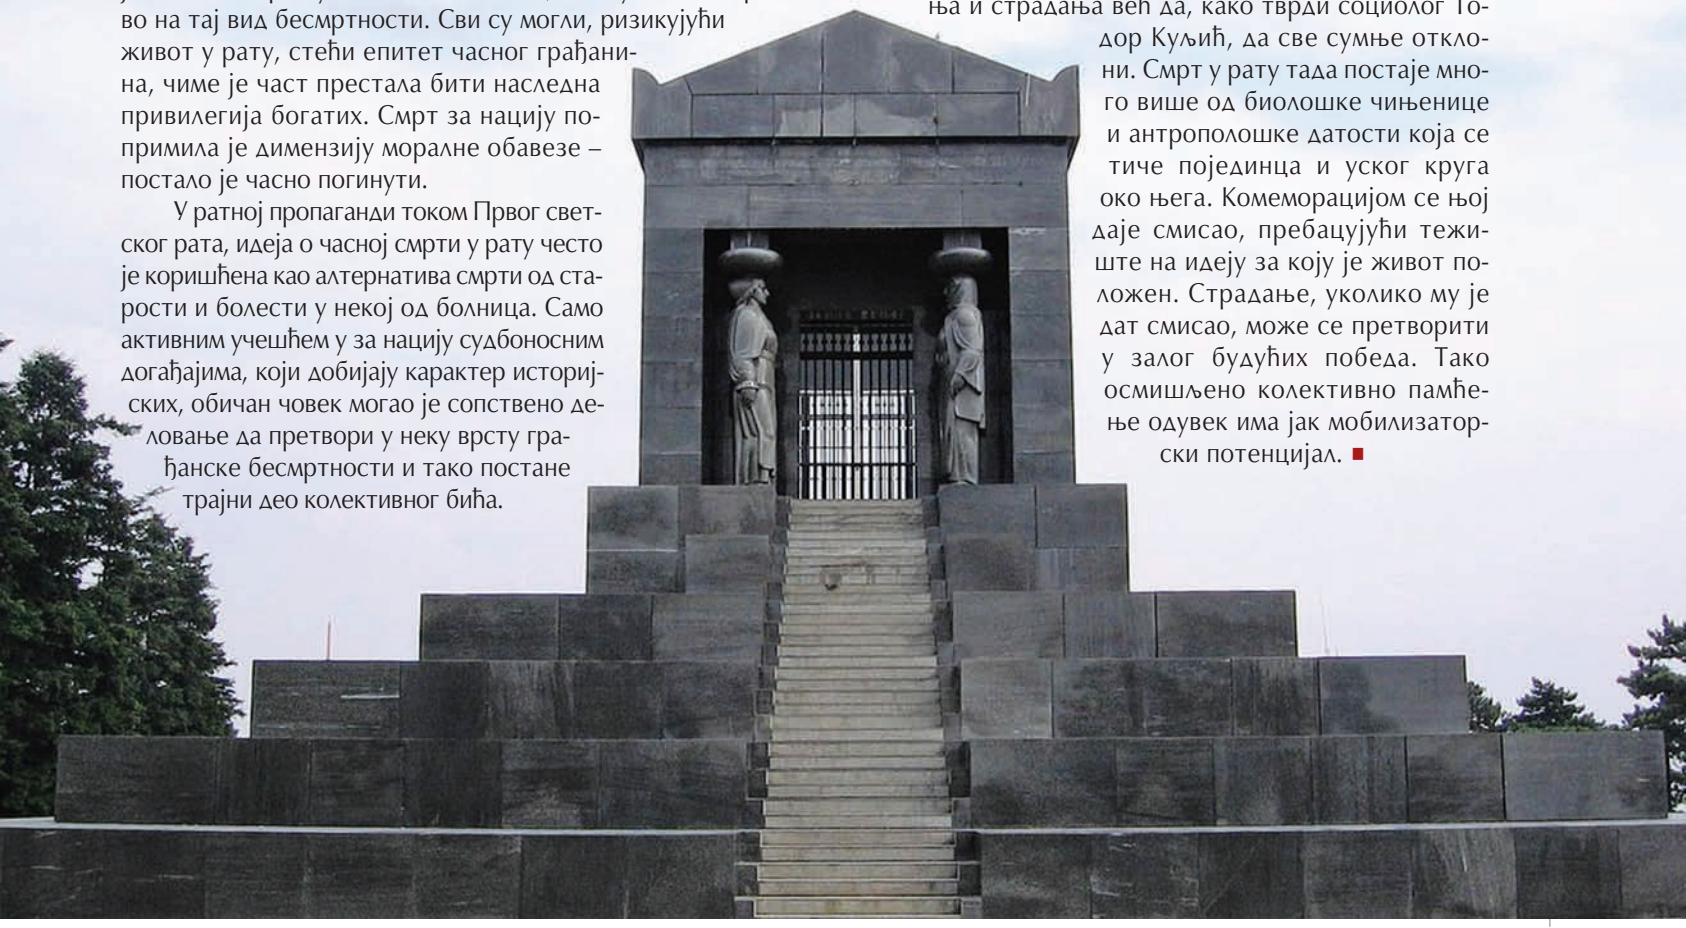 во на тај вид бесмртности. Сви су могли, ризикујући
живот у рату, стећи епитет часног грађани-
на, чиме је част престала бити наследна
привилегија богатих. Смрт за нацију по-
примила је димензију моралне обавезе –
постало је часно погинути.
У ратној пропаганди током Првог свет-
ског рата, идеја о часној смрти у рату често
је коришћена као алтернатива смрти од ста-
рости и болести у некој од болница. Само
активним учешћем у за нацију судбоносним
догађајима, који добијају карактер историј-
ских, обичан човек могао је сопствено де-
ловање да претвори у неку врсту гра-
ђанске бесмртности и тако постане
трајни део колективног бића.
ња и страдања већ да, како тврди социолог То-
дор Куљић, да све сумње откло-
ни. Смрт у рату тада постаје мно-
го више од биолошке чињенице
и антрополошке датости која се
тиче појединца и уског круга
око њега. Комеморацијом се њој
даје смисао, пребацујући тежи-
ште на идеју за коју је живот по-
ложен. Страдање, уколико му је
дат смисао, може се претворити
у залог будућих победа. Тако
осмишљено колективно памће-
ње одувек има јак мобилизатор-
ски потенцијал.